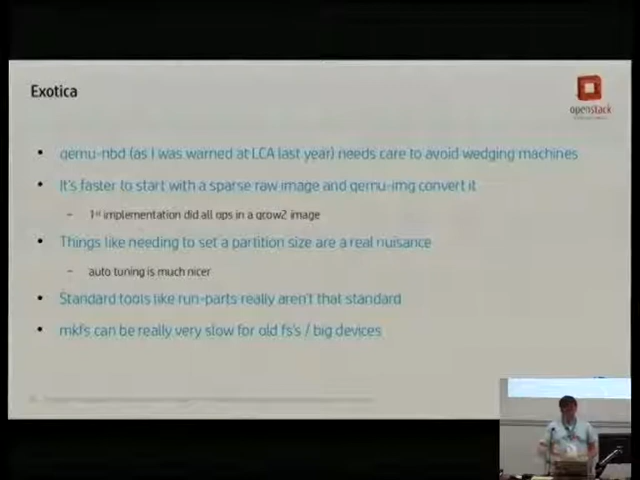 Exotica
openstack
• qemu-nbd (as I was warned at LCA last year) needs care to avoid wedging machines
• It's faster to start with a sparse raw image and qemu-img convert it
– 1st implementation did all ops in a qcow2 image
• Things like needing to set a partition size are a real nuisance
– auto tuning is much nicer
• Standard tools like run-parts really aren't that standard
• mkfs can be really very slow for old fs's / big devices